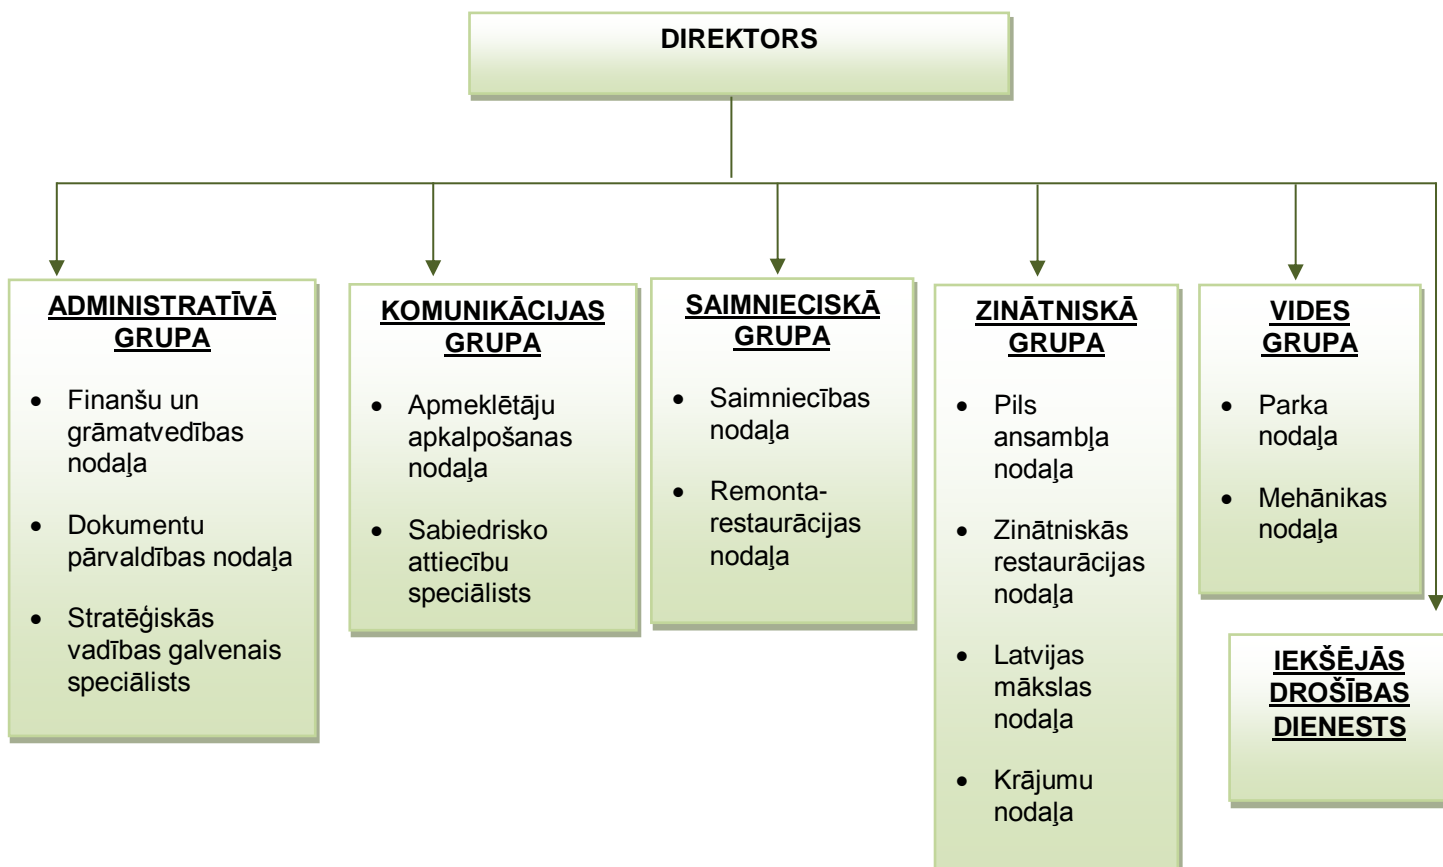 DIREKTORS
ADMINISTRATĪVĀ
GRUPA
• Finanšu un
grāmatvedības
nodaļa
• Dokumentu
pārvaldības nodaļa
• Stratēģiskās
vadības galvenais
speciālists
KOMUNIKĀCIJAS
GRUPA
• Apmeklētāju
apkalpošanas
nodaļa
• Sabiedrisko
attiecību
speciālists
SAIMNIECISKĀ
GRUPA
• Saimniecības
nodaļa
• Remonta-
restaurācijas
nodaļa
ZINĀTNISKĀ
GRUPA
• Pils
ansambļa
nodaļa
• Zinātniskās
restaurācijas
nodaļa
• Latvijas
mākslas
nodaļa
• Krājumu
nodaļa
VIDES
GRUPA
• Parka
nodaļa
• Mehānikas
nodaļa
IEKŠĒJĀS
DROŠĪBAS
DIENESTS